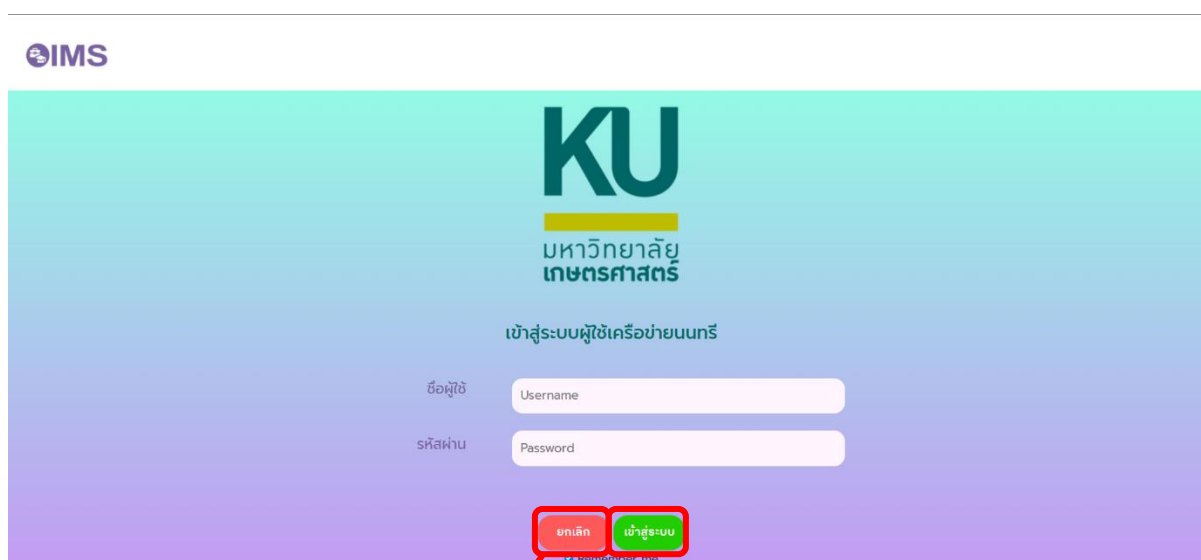 IMS
KU
มหาวิทยาลัย
เกษตรศาสตร์
เข้าสู่ระบบผู้ใช้เครือข่ายนนทรี
ชื่อผู้ใช้ Username
รหัสผ่าน Password
ยกเลิก เข้าสู่ระบบ
Remember me